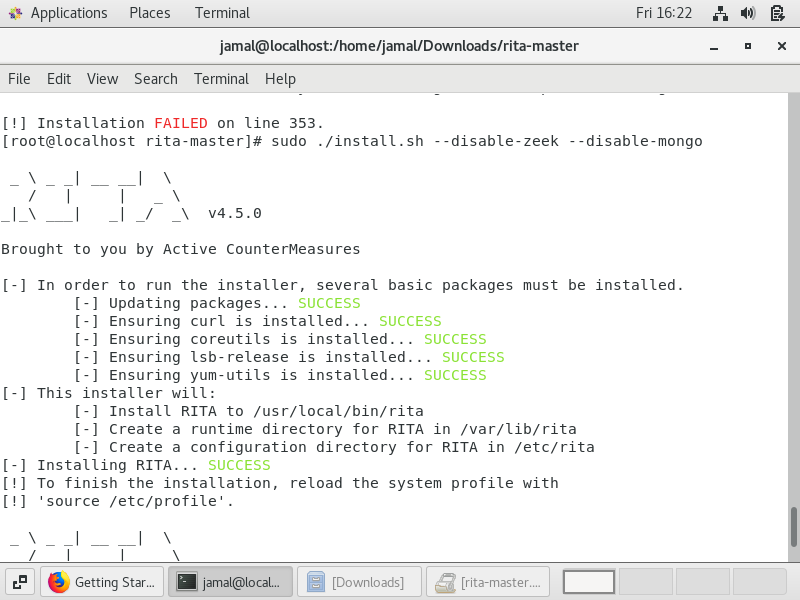 Applications Places Terminal Fri 16:22
jamal@localhost:/home/jamal/Downloads/rita-master
File Edit View Search Terminal Help
[!] Installation FAILED on line 353.
[root@localhost rita-master]# sudo ./install.sh --disable-zeek --disable-mongo
 _ \ _ _| __ __|  \
   /   |     |   _ \
_|_\ ___|   _| _/  _\  v4.5.0
Brought to you by Active CounterMeasures
[-] In order to run the installer, several basic packages must be installed.
        [-] Updating packages... SUCCESS
        [-] Ensuring curl is installed... SUCCESS
        [-] Ensuring coreutils is installed... SUCCESS
        [-] Ensuring lsb-release is installed... SUCCESS
        [-] Ensuring yum-utils is installed... SUCCESS
[-] This installer will:
        [-] Install RITA to /usr/local/bin/rita
        [-] Create a runtime directory for RITA in /var/lib/rita
        [-] Create a configuration directory for RITA in /etc/rita
[-] Installing RITA... SUCCESS
[!] To finish the installation, reload the system profile with
[!] 'source /etc/profile'.
 _ \ _ _| __ __|  \
   /   |     |     \
Getting Star... jamal@local... [Downloads] [rita-master....